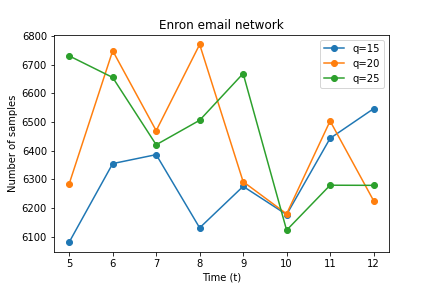 Enron email network
q=15
q=20
q=25
Number of samples
6800
6700
6600
6500
6400
6300
6200
6100
5 6 7 8 9 10 11 12
Time (t)